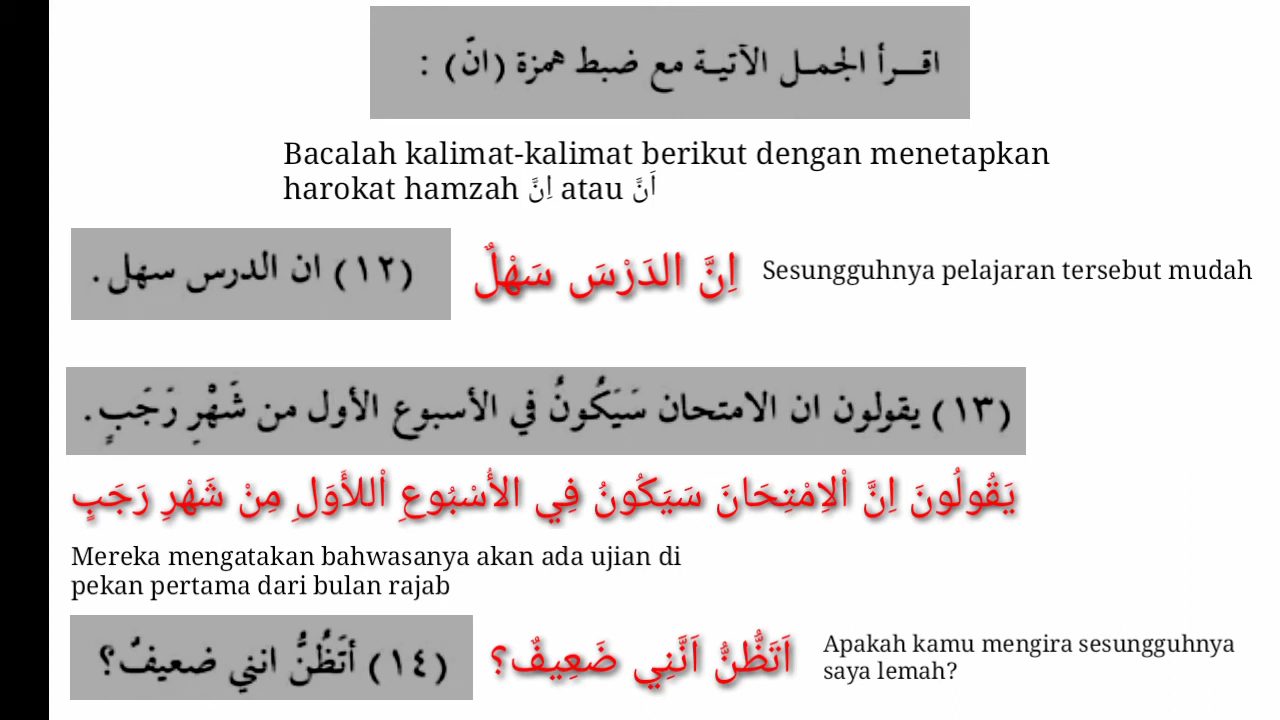 اقـــرأ الجمـــل الآتيـــة مع ضبط همزة (انّ) :
Bacalah kalimat-kalimat berikut dengan menetapkan
harokat hamzah اِنَّ atau اَنَّ
(١٢) ان الدرس سهل .
اِنَّ الدَرْسَ سَهْلٌ
Sesungguhnya pelajaran tersebut mudah
(١٣) يقولون ان الامتحان سَيَكُونُ في الأسبوع الأول من شَهْرِ رَجَبٍ .
يَقُولُونَ اِنَّ اْلاِمْتِحَانَ سَيَكُونُ فِي الأُسْبُوعِ اْللأَوَلِ مِنْ شَهْرِ رَجَبٍ
Mereka mengatakan bahwasanya akan ada ujian di
pekan pertama dari bulan rajab
(١٤) أتَظُنُّ انني ضعيفٌ؟
اَتَظُّنُّ اَنَّنِي ضَعِيفٌ؟
Apakah kamu mengira sesungguhnya
saya lemah?